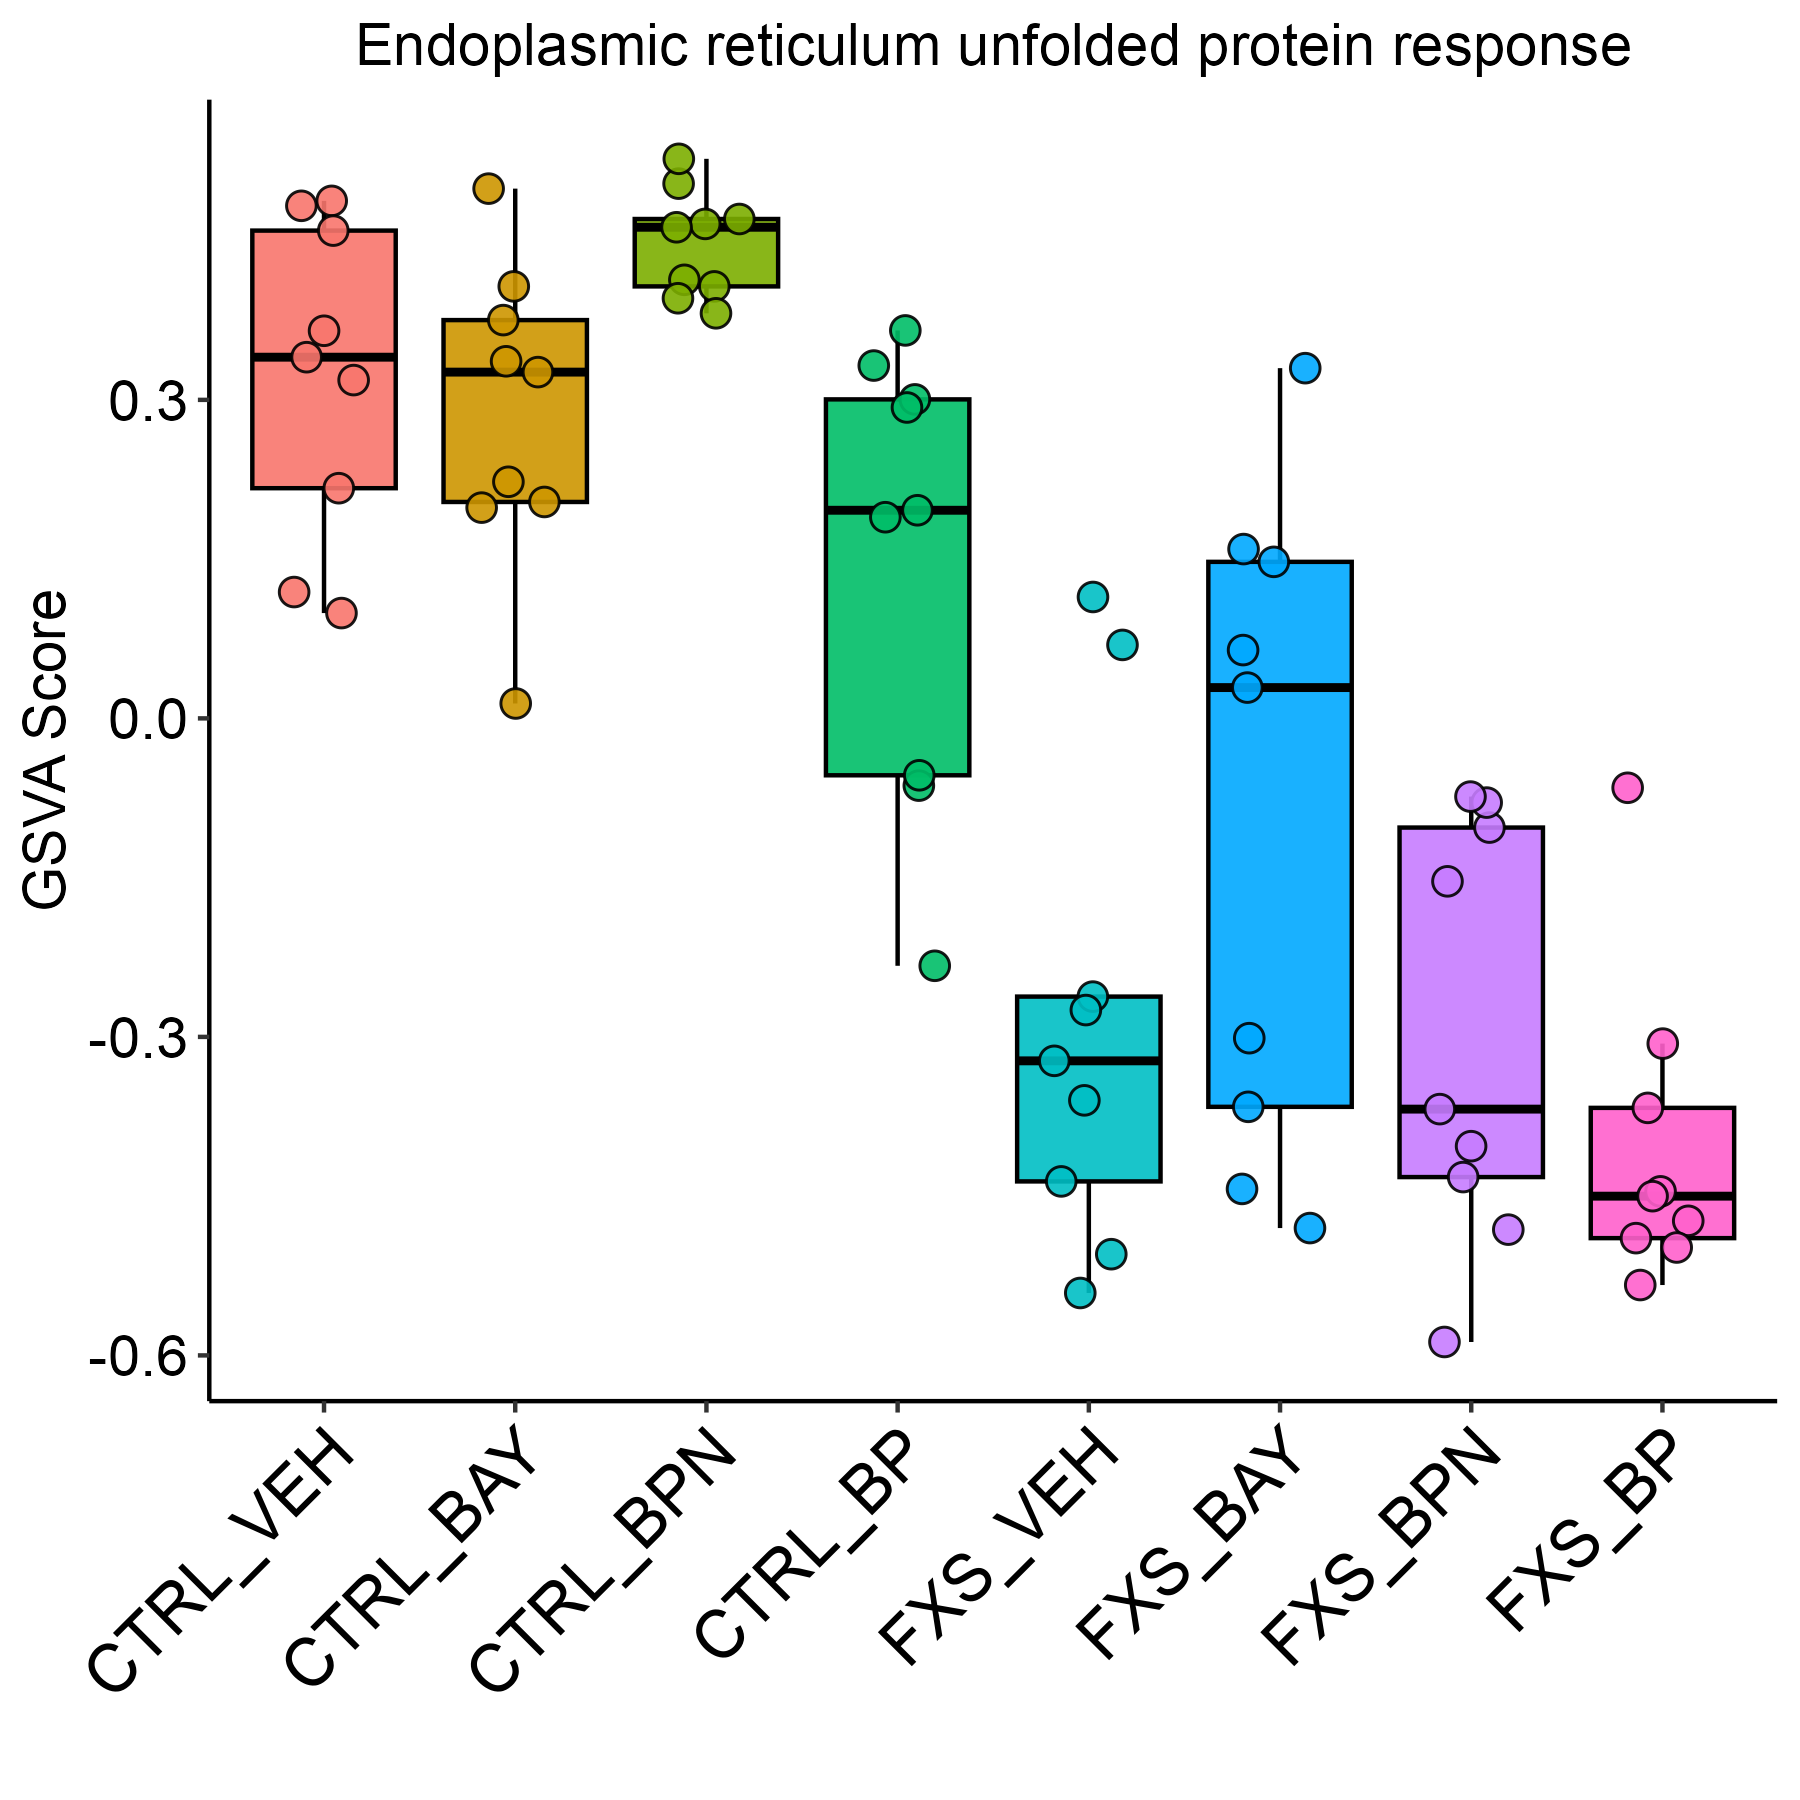 Endoplasmic reticulum unfolded protein response
GSVA Score
0.3
0.0
-0.3
-0.6
CTRL_VEH
CTRL_BAY
CTRL_BPN
CTRL_BP
FXS_VEH
FXS_BAY
FXS_BPN
FXS_BP